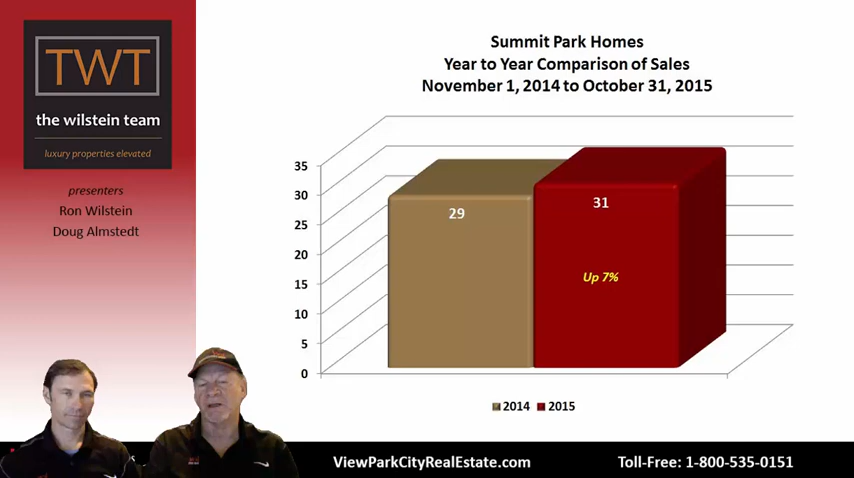 TWT
the wilstein team
luxury properties elevated
presenters
Ron Wilstein
Doug Almstedt
Summit Park Homes
Year to Year Comparison of Sales
November 1, 2014 to October 31, 2015
35
30
25
20
15
10
5
0
29
31
Up 7%
2014
2015
ViewParkCityRealEstate.com
Toll-Free: 1-800-535-0151